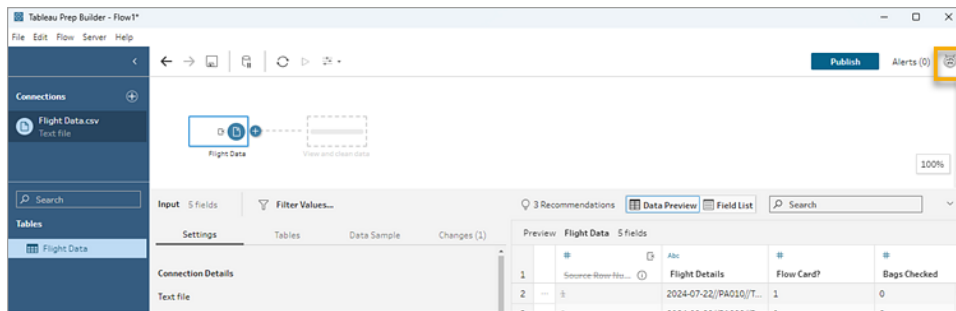 Tableau Prep Builder - Flow1*
File Edit Flow Server Help
Publish Alerts (0)
Connections
Flight Data.csv
Text file
Flight Data
View and clean data
100%
Search
Input 5 fields Filter Values... 3 Recommendations Data Preview Field List Search
Tables
Settings Tables Data Sample Changes (1) Preview Flight Data 5 fields
Flight Data
# Abc # #
Connection Details
1 Source Row Nu... Flight Details Flow Card? Bags Checked
Text file
2 1 2024-07-22//PA010//T... 1 0